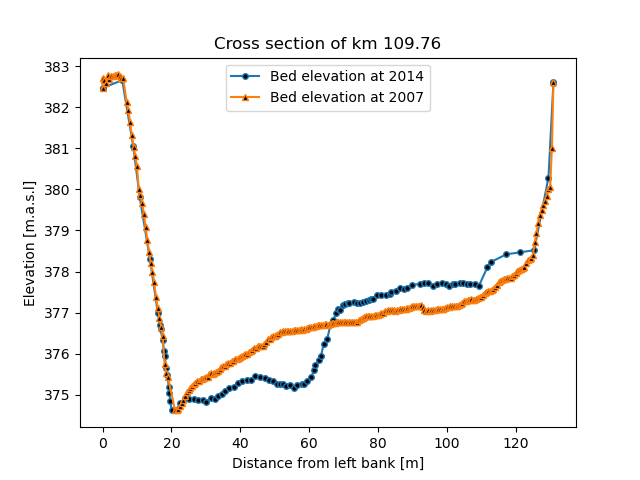 Cross section of km 109.76
Bed elevation at 2014
Bed elevation at 2007
383
382
381
380
379
378
377
376
375
Elevation [m.a.s.l]
0 20 40 60 80 100 120
Distance from left bank [m]